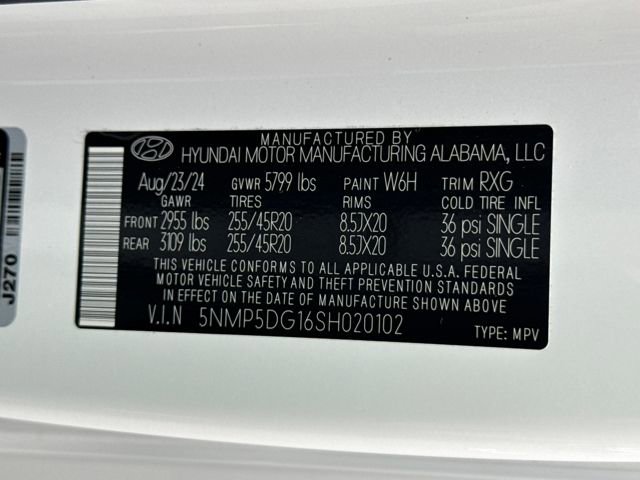 MANUFACTURED BY
HYUNDAI MOTOR MANUFACTURING ALABAMA, LLC
Aug/23/24 GVWR 5799 lbs PAINT W6H TRIM RXG
GAWR TIRES RIMS COLD TIRE INFL
FRONT 2955 lbs 255/45R20 8.5JX20 36 psi SINGLE
REAR 3109 lbs 255/45R20 8.5JX20 36 psi SINGLE
THIS VEHICLE CONFORMS TO ALL APPLICABLE U.S.A. FEDERAL
MOTOR VEHICLE SAFETY AND THEFT PREVENTION STANDARDS
IN EFFECT ON THE DATE OF MANUFACTURE SHOWN ABOVE.
V.I.N 5NMP5DG16SH020102 TYPE: MPV
J270